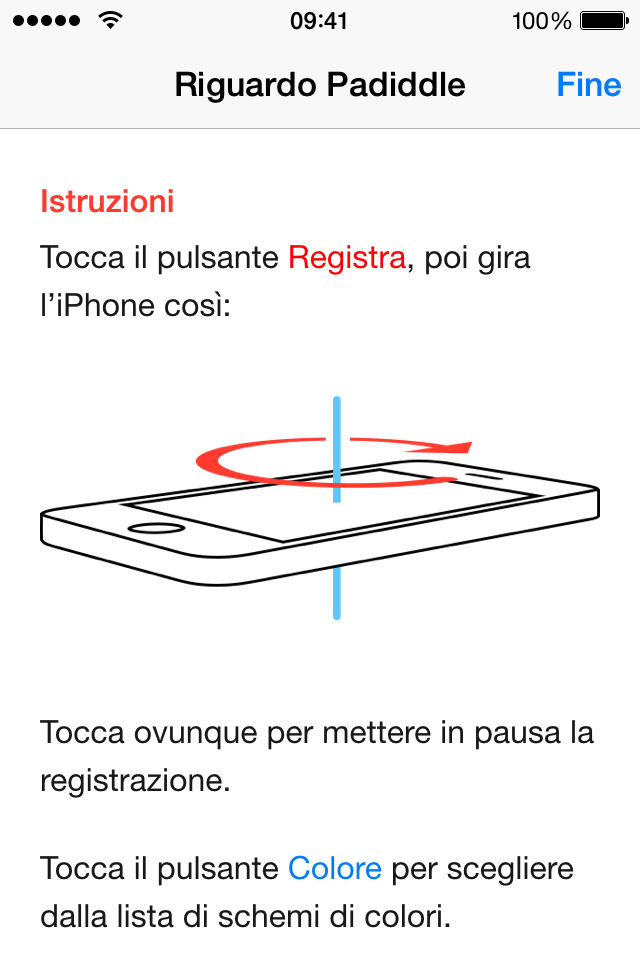 09:41
100%
Riguardo Padiddle
Fine
Istruzioni
Tocca il pulsante Registra, poi gira
l’iPhone così:
Tocca ovunque per mettere in pausa la
registrazione.
Tocca il pulsante Colore per scegliere
dalla lista di schemi di colori.